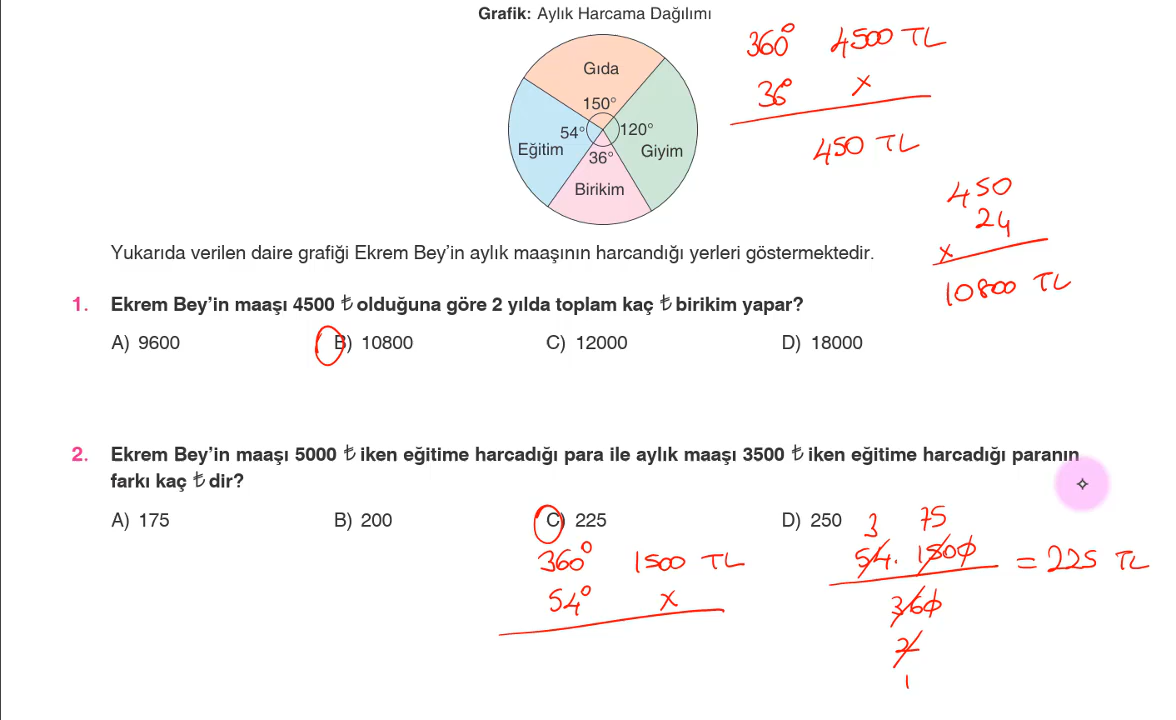 Grafik: Aylık Harcama Dağılımı
360° 4500 TL
36° x
450 TL
Gıda
150°
54°
120°
Eğitim
Giyim
36°
Birikim
450
24
x
10800 TL
Yukarıda verilen daire grafiği Ekrem Bey'in aylık maaşının harcandığı yerleri göstermektedir.
1. Ekrem Bey'in maaşı 4500 ₺ olduğuna göre 2 yılda toplam kaç ₺ birikim yapar?
A) 9600 B) 10800 C) 12000 D) 18000
2. Ekrem Bey'in maaşı 5000 ₺ iken eğitime harcadığı para ile aylık maaşı 3500 ₺ iken eğitime harcadığı paranın
farkı kaç ₺ dir?
A) 175 B) 200 C) 225 D) 250
360° 1500 TL
54° x
3 75
54. 1500 = 225 TL
360
2
1